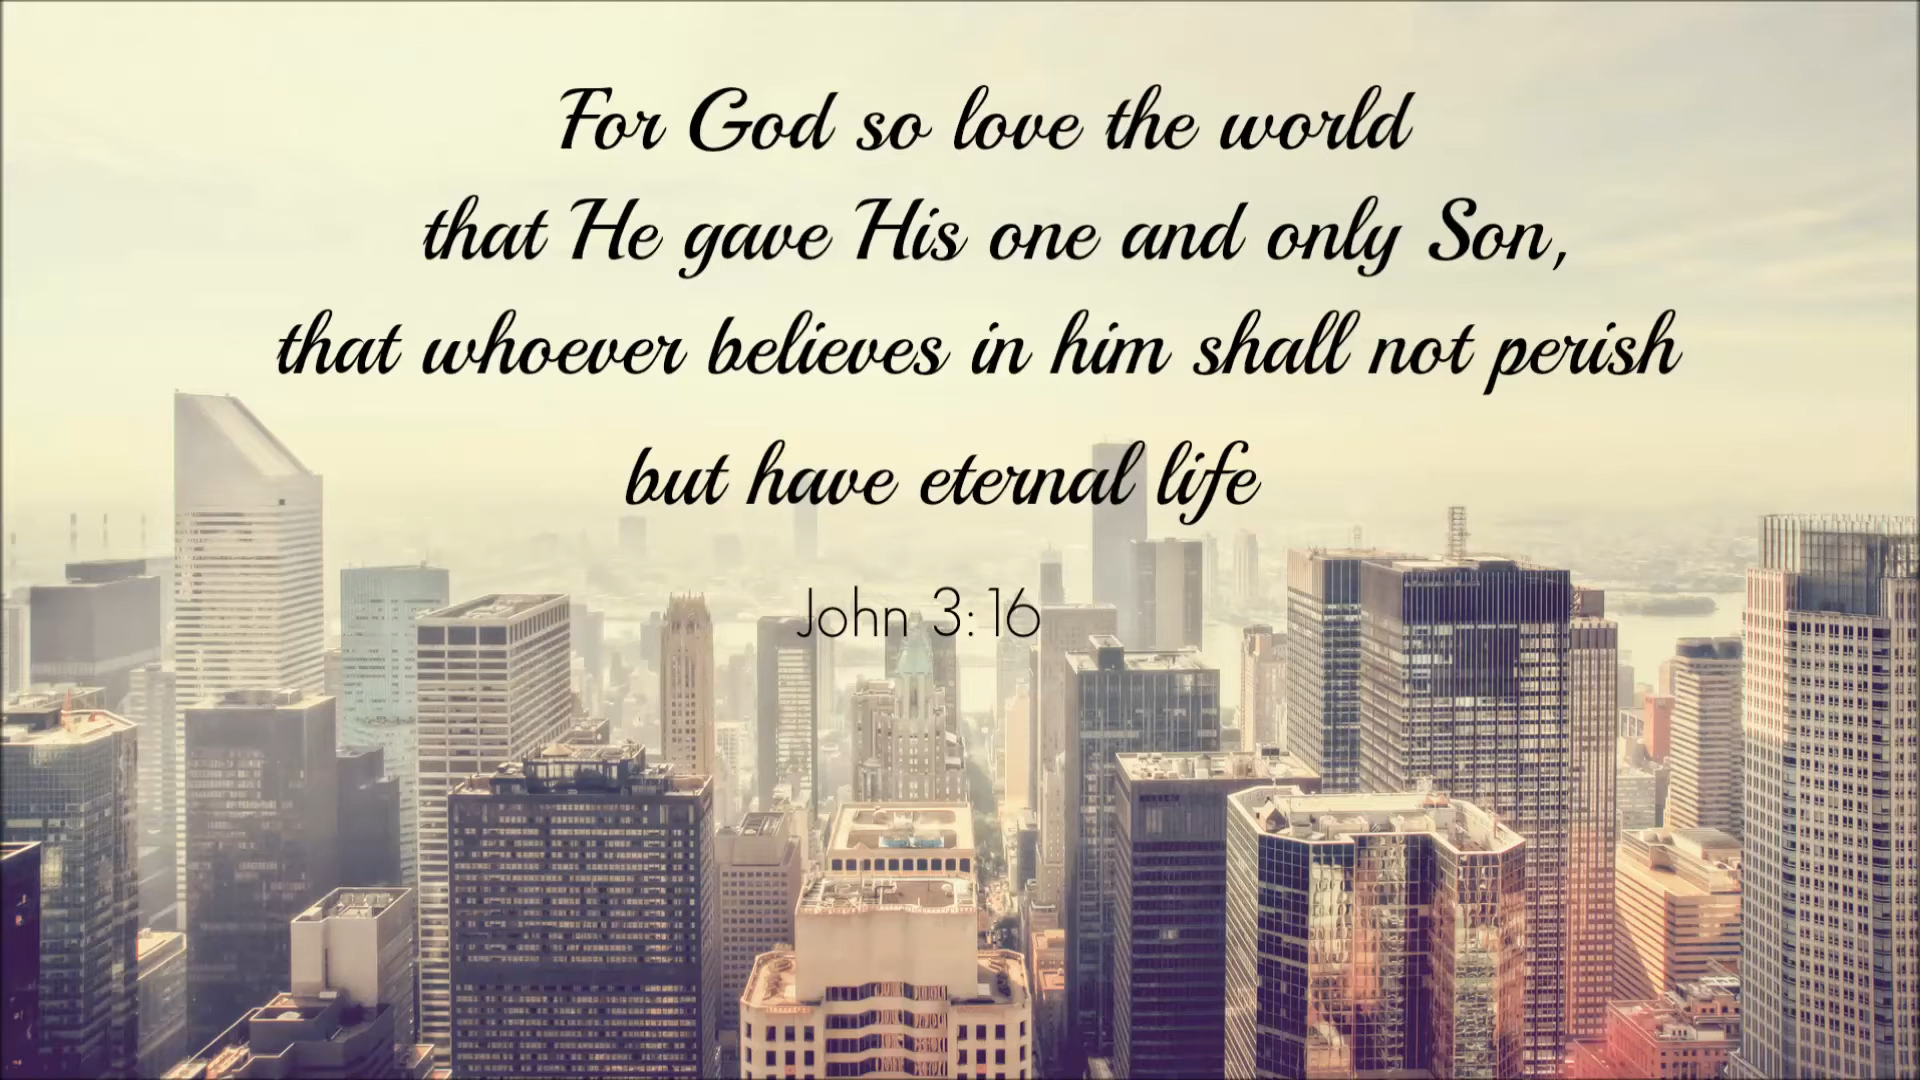 For God so love the world
that He gave His one and only Son,
that whoever believes in him shall not perish
but have eternal life
John 3:16